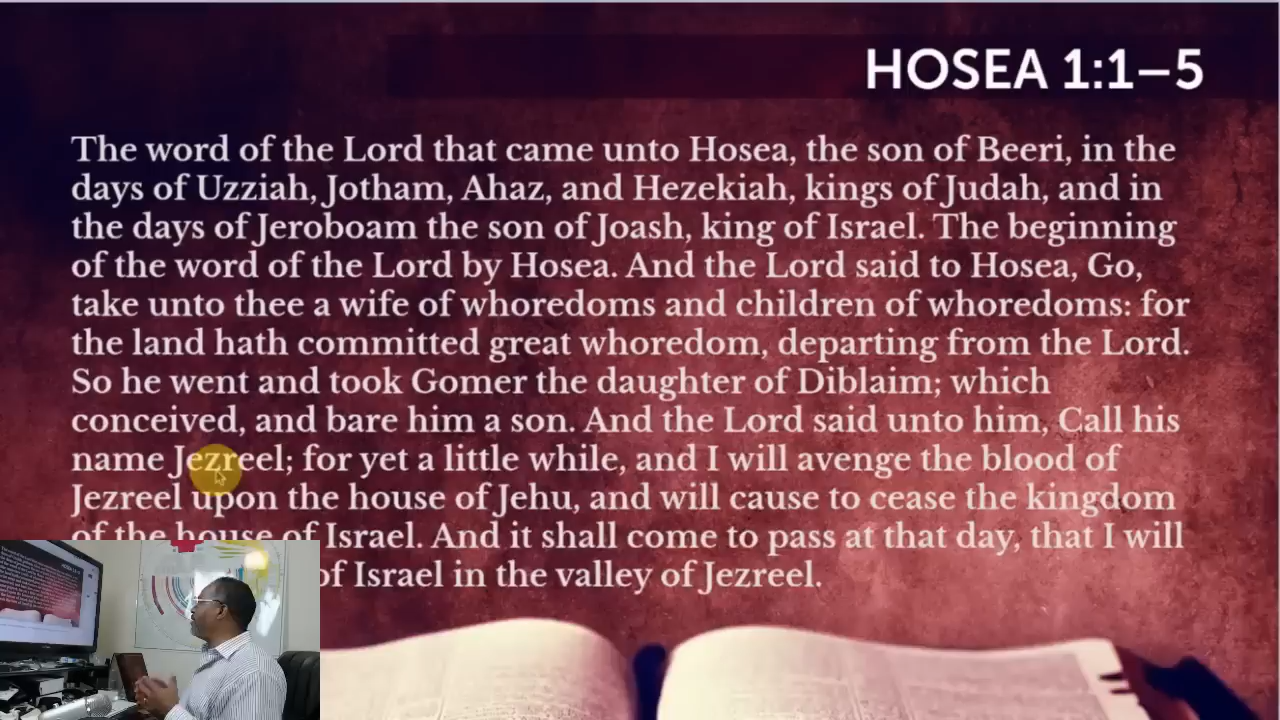 HOSEA 1:1–5
The word of the Lord that came unto Hosea, the son of Beeri, in the
days of Uzziah, Jotham, Ahaz, and Hezekiah, kings of Judah, and in
the days of Jeroboam the son of Joash, king of Israel. The beginning
of the word of the Lord by Hosea. And the Lord said to Hosea, Go,
take unto thee a wife of whoredoms and children of whoredoms: for
the land hath committed great whoredom, departing from the Lord.
So he went and took Gomer the daughter of Diblaim; which
conceived, and bare him a son. And the Lord said unto him, Call his
name Jezreel; for yet a little while, and I will avenge the blood of
Jezreel upon the house of Jehu, and will cause to cease the kingdom
of the house of Israel. And it shall come to pass at that day, that I will
of Israel in the valley of Jezreel.